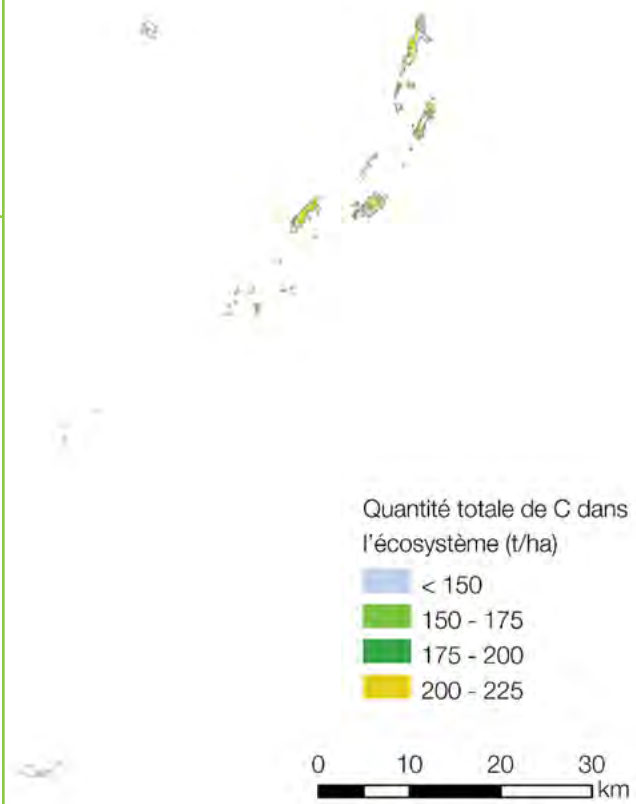 Quantité totale de C dans
l'écosystème (t/ha)
< 150
150 - 175
175 - 200
200 - 225
0 10 20 30
km